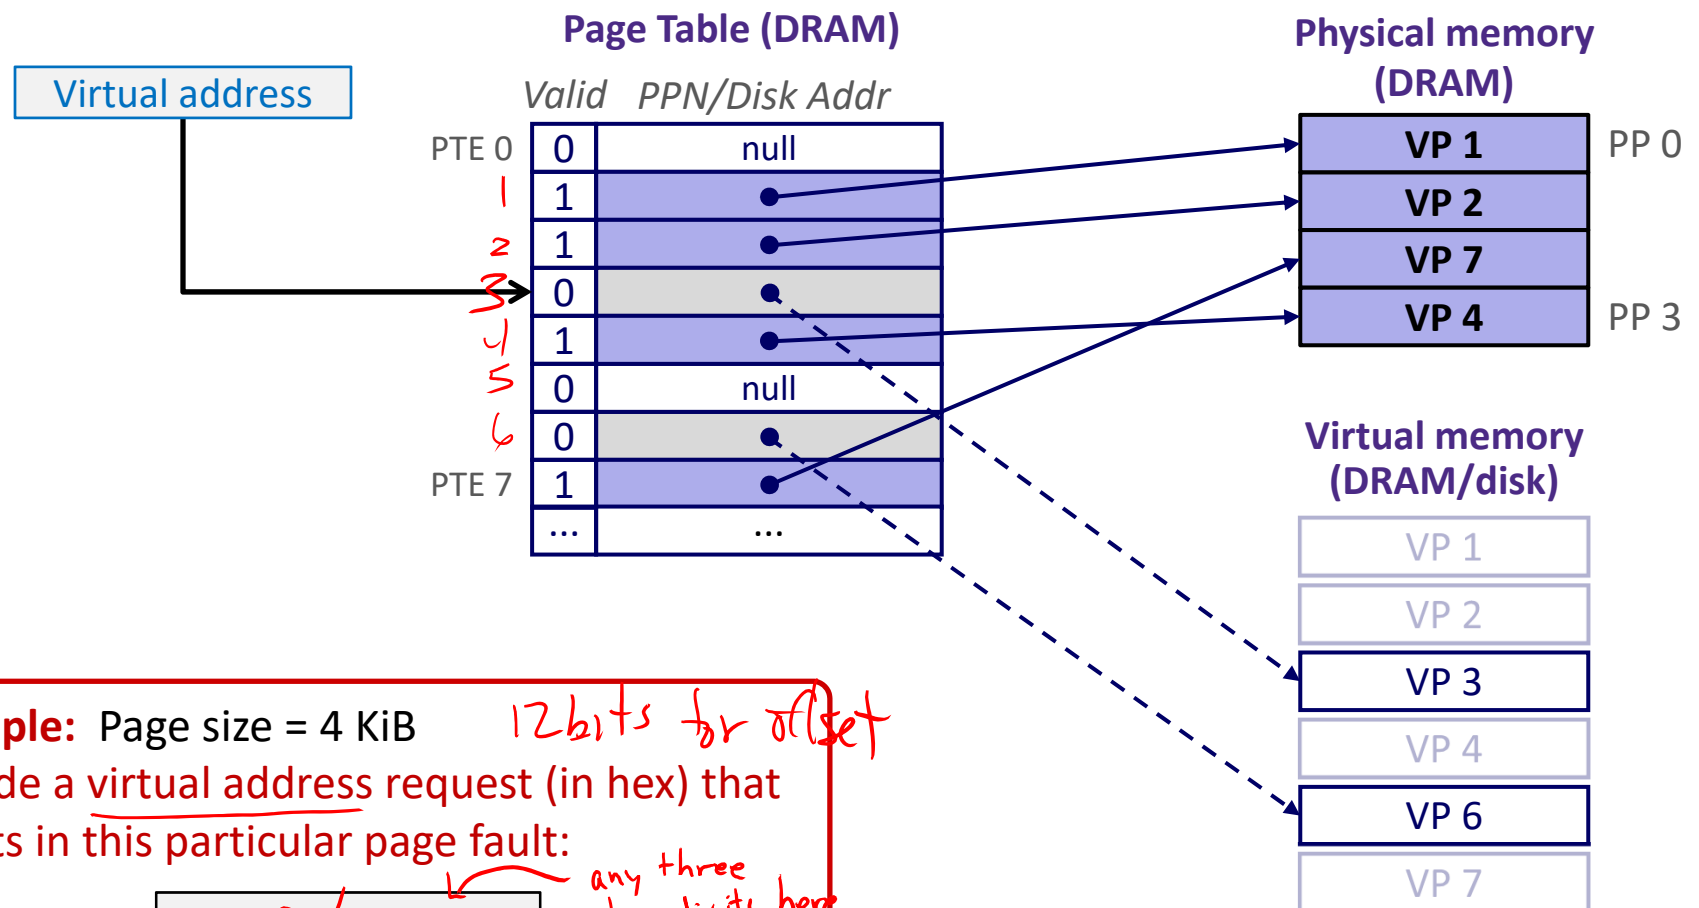 Page Table (DRAM)
Physical memory
(DRAM)
Virtual address
Valid PPN/Disk Addr
PTE 0 0 null
1 1
2 1
3 0
4 1
5 0 null
6 0
PTE 7 1
... ...
VP 1 PP 0
VP 2
VP 7
VP 4 PP 3
Virtual memory
(DRAM/disk)
VP 1
VP 2
VP 3
VP 4
VP 6
VP 7
ple: Page size = 4 KiB 12 bits for offset
de a virtual address request (in hex) that
ts in this particular page fault:
any three
digits here